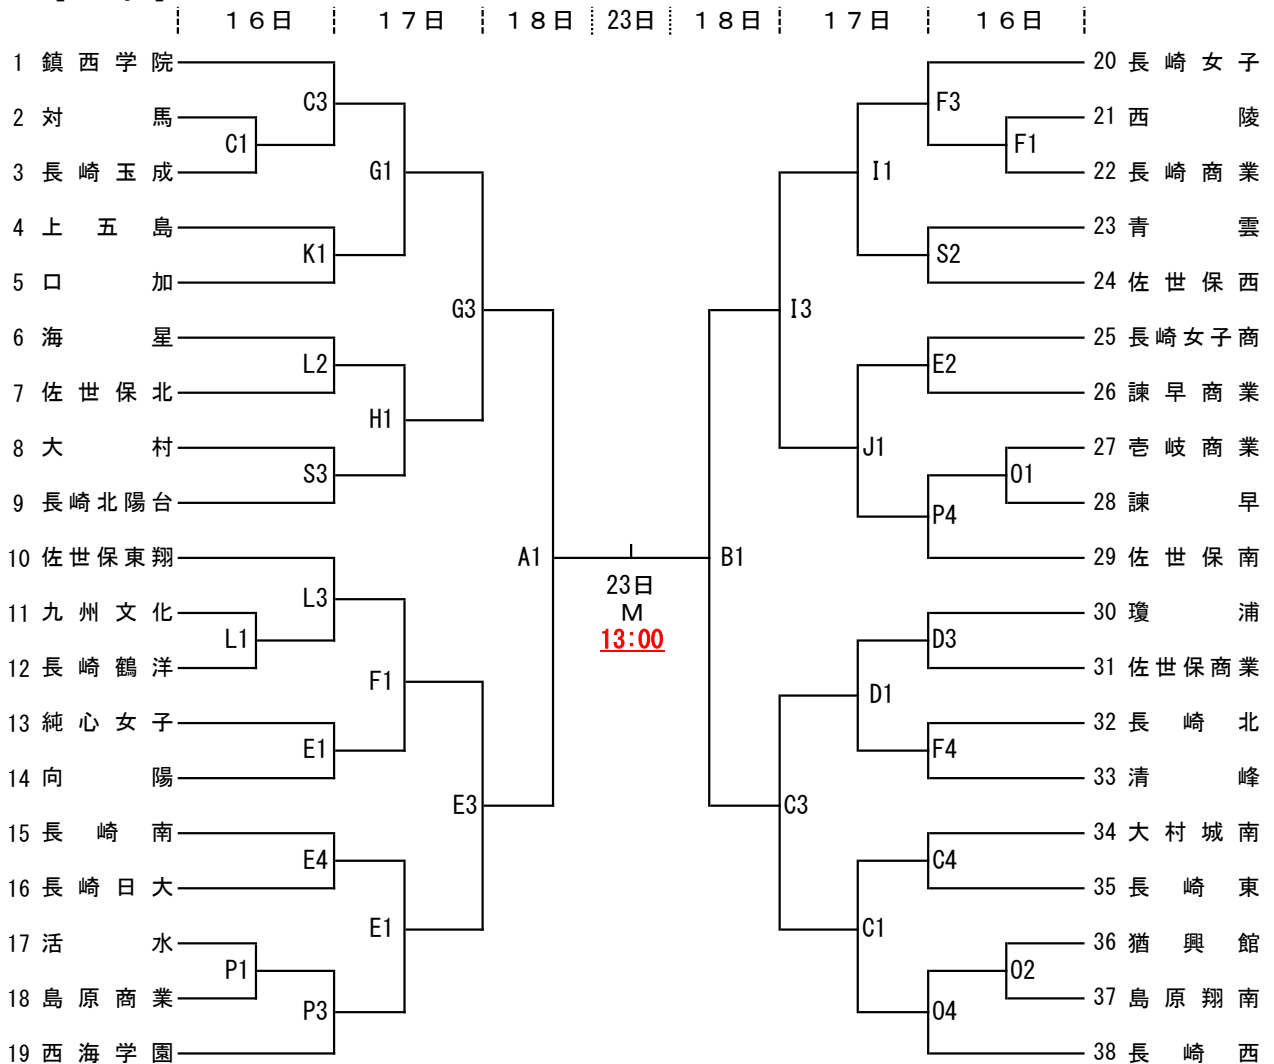 16日 17日 18日 23日 18日 17日 16日
1 鎮西学院
2 対馬
3 長崎玉成
4 上五島
5 口加
6 海星
7 佐世保北
8 大村
9 長崎北陽台
10 佐世保東翔
11 九州文化
12 長崎鶴洋
13 純心女子
14 向陽
15 長崎南
16 長崎日大
17 活水
18 島原商業
19 西海学園
C3
C1
G1
K1
G3
L2
H1
S3
A1
L3
L1
F1
E1
E3
E4
E1
P1
P3
23日
M
13:00
B1
F3
F1
I1
S2
I3
E2
J1
O1
P4
D3
D1
F4
C3
C4
C1
O2
O4
20 長崎女子
21 西陵
22 長崎商業
23 青雲
24 佐世保西
25 長崎女子商
26 諫早商業
27 壱岐商業
28 諫早
29 佐世保南
30 瓊浦
31 佐世保商業
32 長崎北
33 清峰
34 大村城南
35 長崎東
36 猶興館
37 島原翔南
38 長崎西